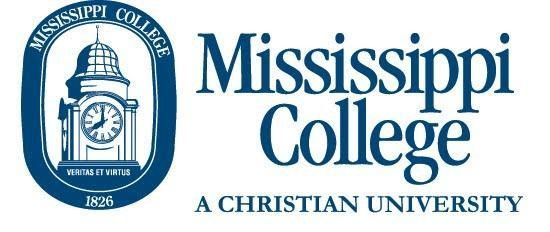 MISSISSIPPI COLLEGE
VERITAS ET VIRTUS
1826
Mississippi
College
A CHRISTIAN UNIVERSITY